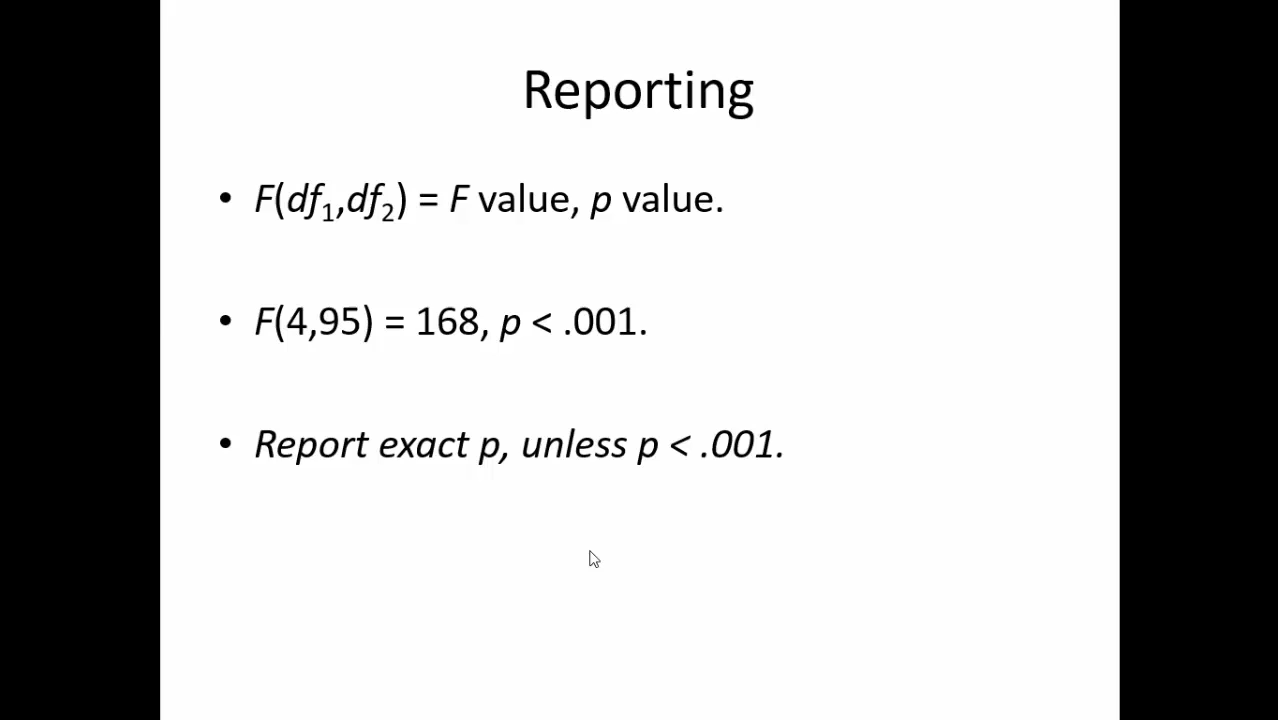 Reporting
• F(df₁,df₂) = F value, p value.
• F(4,95) = 168, p < .001.
• Report exact p, unless p < .001.